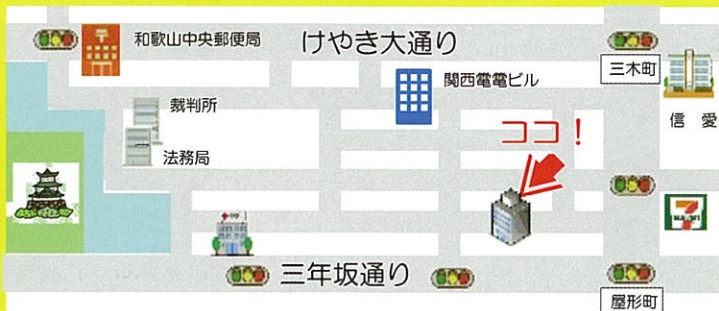 和歌山中央郵便局
けやき大通り
三木町
関西電電ビル
信 愛
裁判所
ココ！
法務局
三年坂通り
屋形町